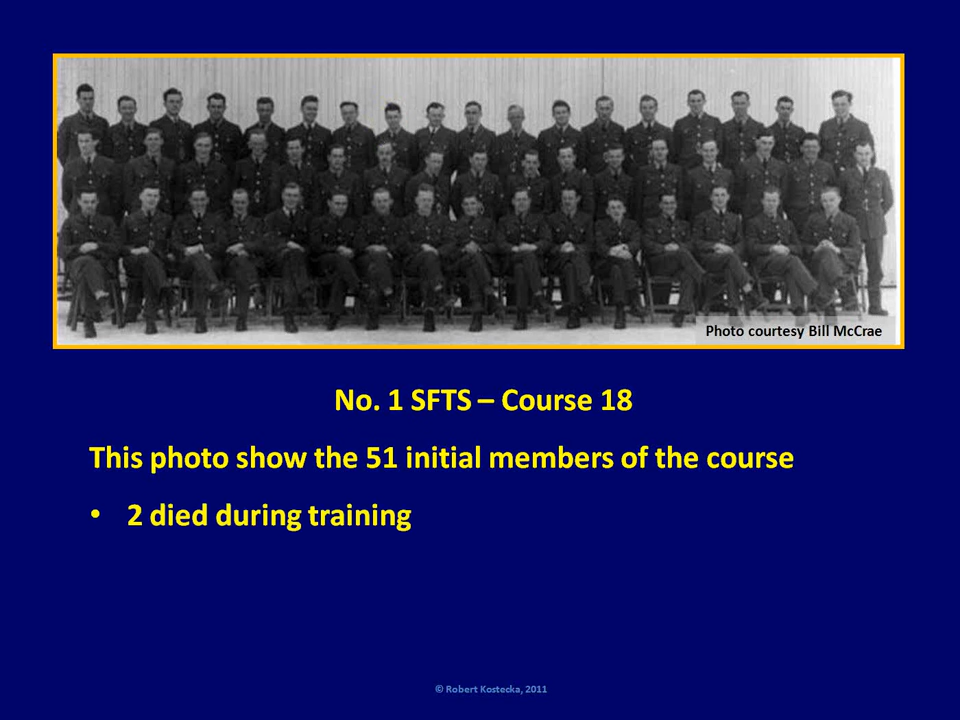 Photo courtesy Bill McCrae
No. 1 SFTS – Course 18
This photo show the 51 initial members of the course
• 2 died during training
© Robert Kostecka, 2011